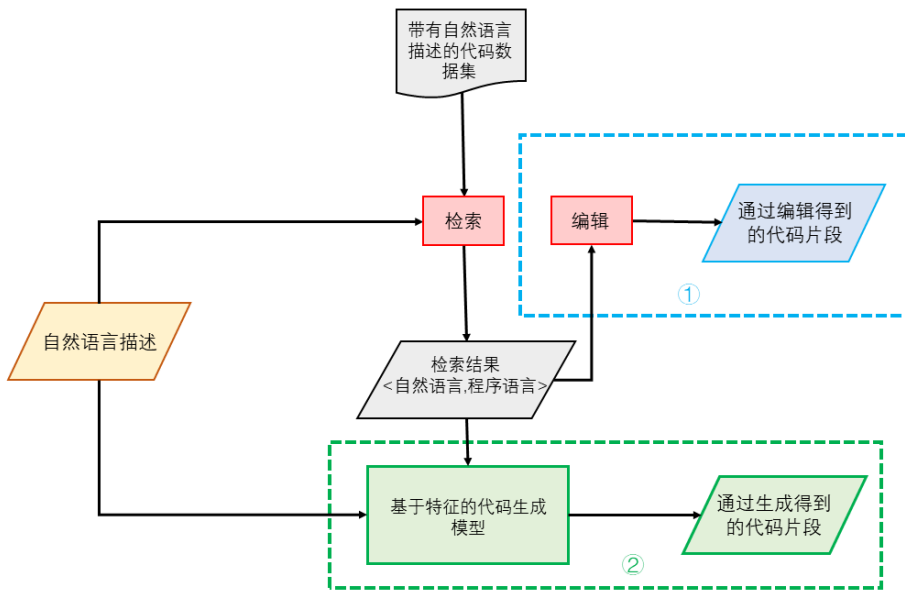 带有自然语言
描述的代码数
据集
检索
编辑
通过编辑得到
的代码片段
①
自然语言描述
检索结果
<自然语言,程序语言>
基于特征的代码生成
模型
通过生成得到
的代码片段
②